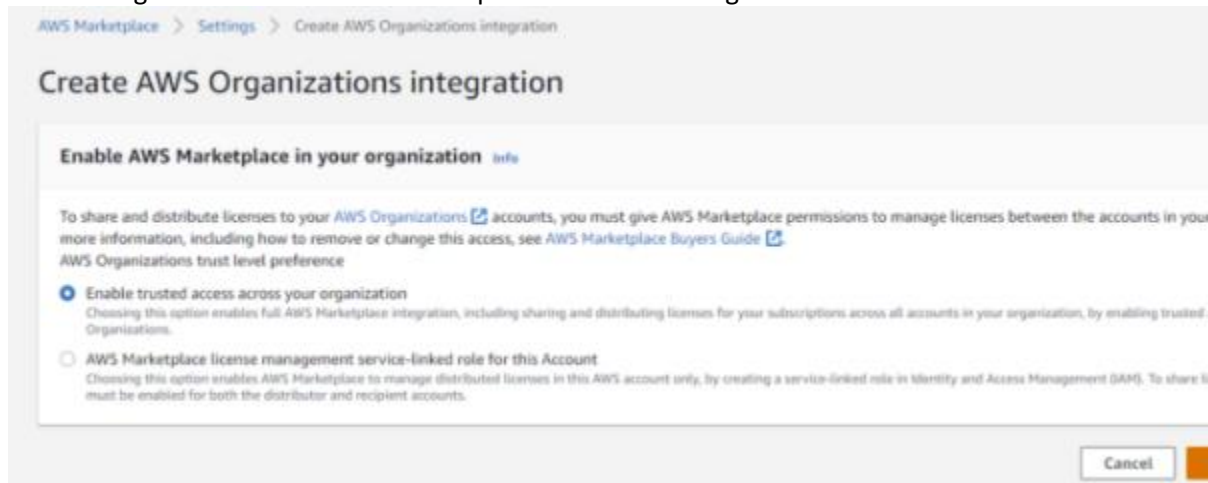 AWS Marketplace > Settings > Create AWS Organizations integration
Create AWS Organizations integration
Enable AWS Marketplace in your organization Info
To share and distribute licenses to your AWS Organizations accounts, you must give AWS Marketplace permissions to manage licenses between the accounts in your
more information, including how to remove or change this access, see AWS Marketplace Buyers Guide.
AWS Organizations trust level preference
Enable trusted access across your organization
Choosing this option enables full AWS Marketplace integration, including sharing and distributing licenses for your subscriptions across all accounts in your organization, by enabling trusted
Organizations.
AWS Marketplace license management service-linked role for this Account
Choosing this option enables AWS Marketplace to manage distributed licenses in this AWS account only, by creating a service-linked role in Identity and Access Management (IAM). To share
must be enabled for both the distributor and recipient accounts.
Cancel